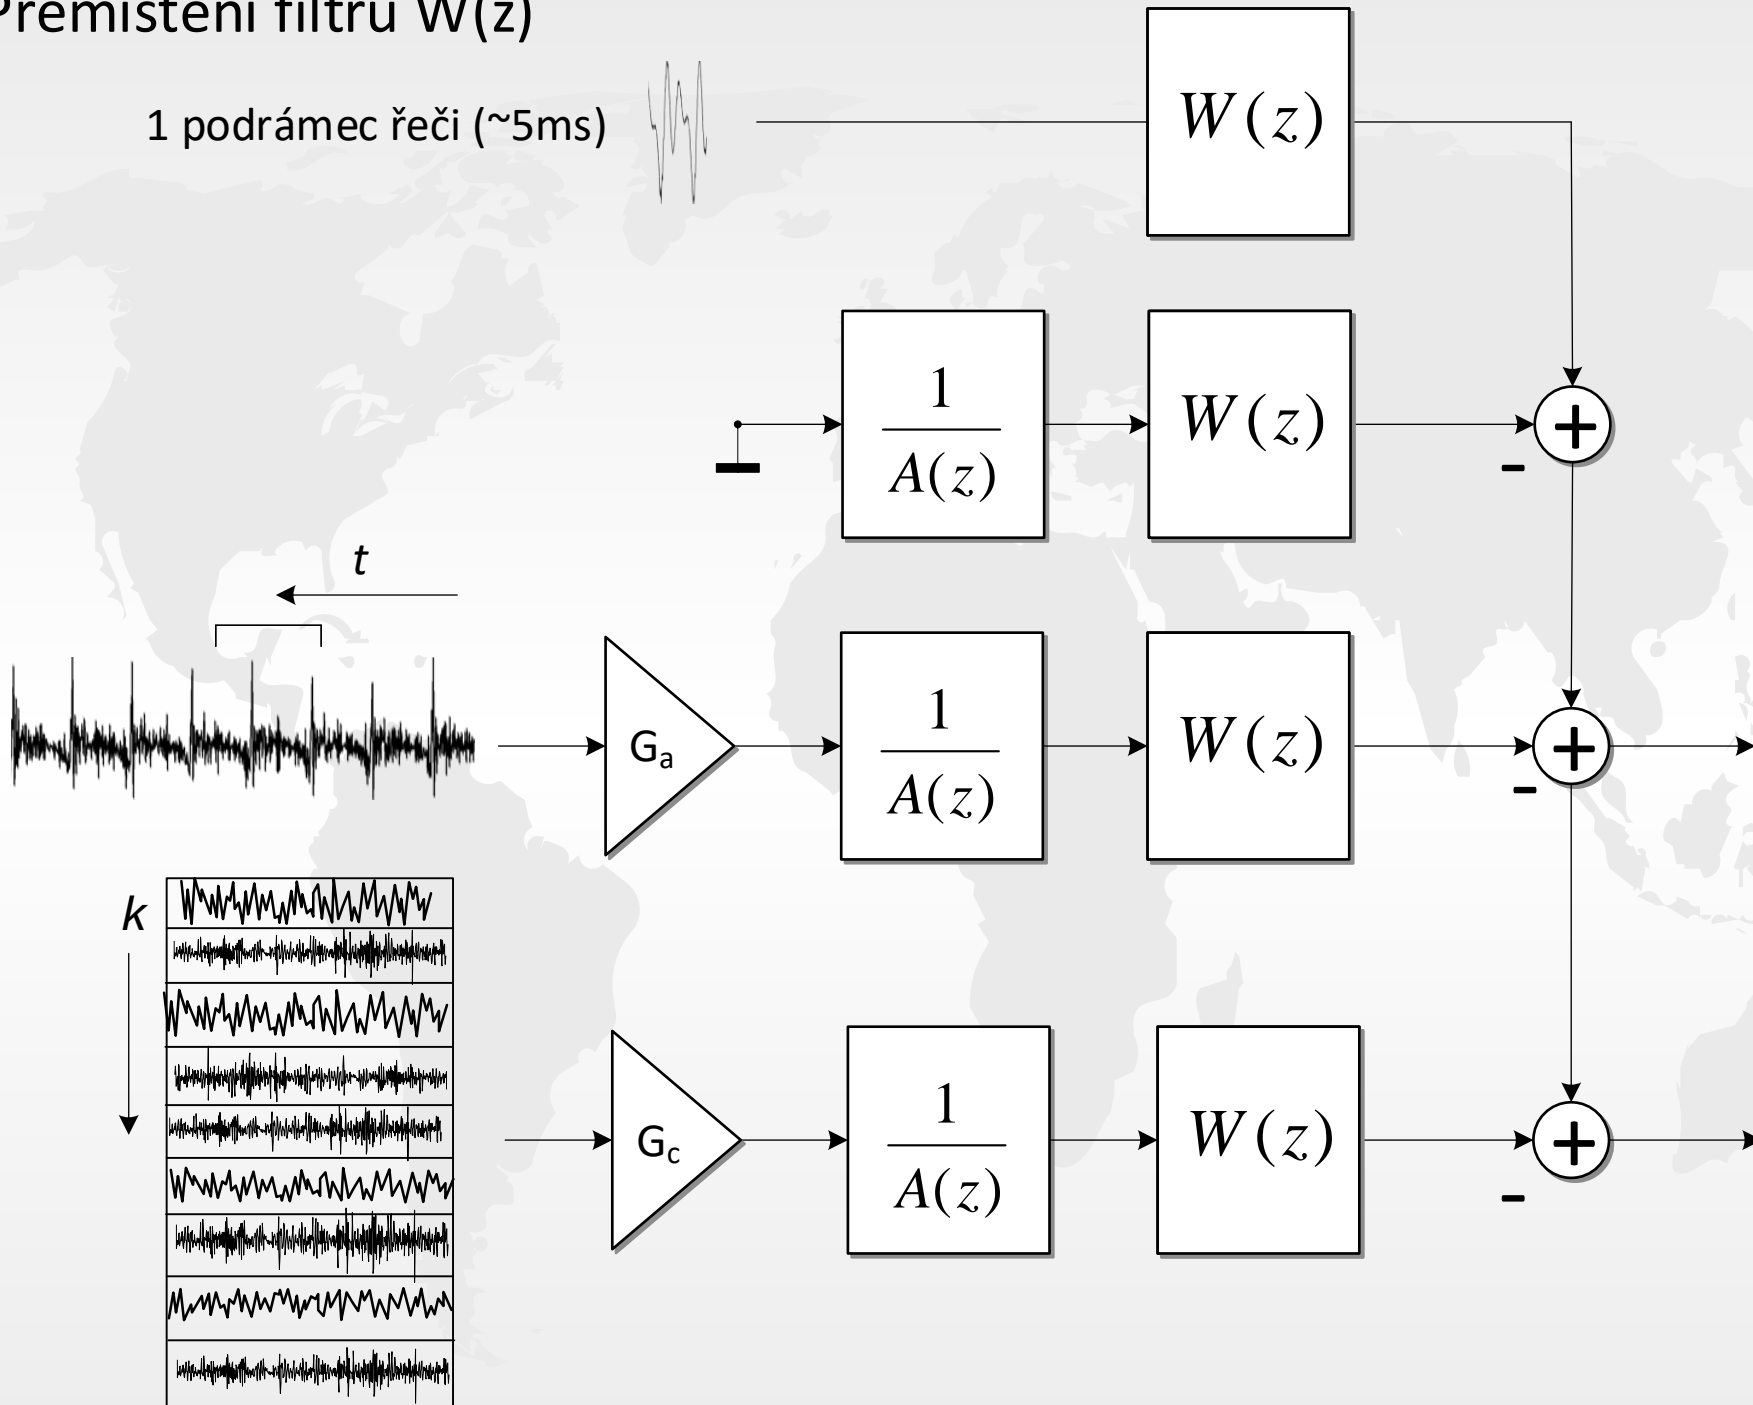 Přemístění filtru W(z)
1 podrámec řeči (~5ms)
W(z)
1
A(z)
W(z)
+
-
t
Ga
1
A(z)
W(z)
+
-
k
Gc
1
A(z)
W(z)
+
-